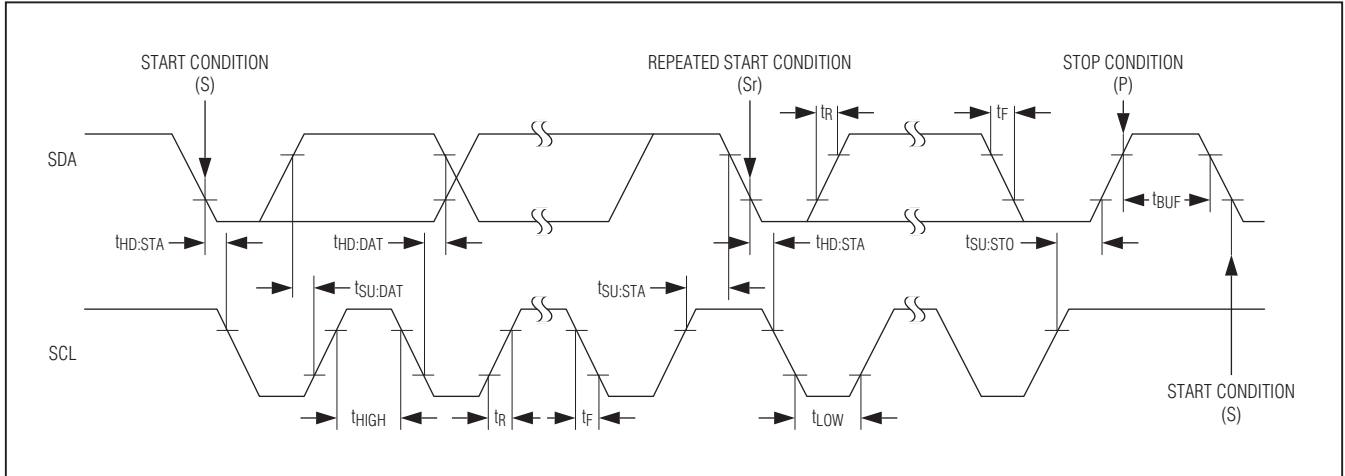 START CONDITION
(S)
REPEATED START CONDITION
(Sr)
STOP CONDITION
(P)
tR
tF
SDA
tBUF
tHD:STA
tHD:DAT
tHD:STA
tSU:STO
tSU:DAT
tSU:STA
SCL
tHIGH
tR
tF
tLOW
START CONDITION
(S)